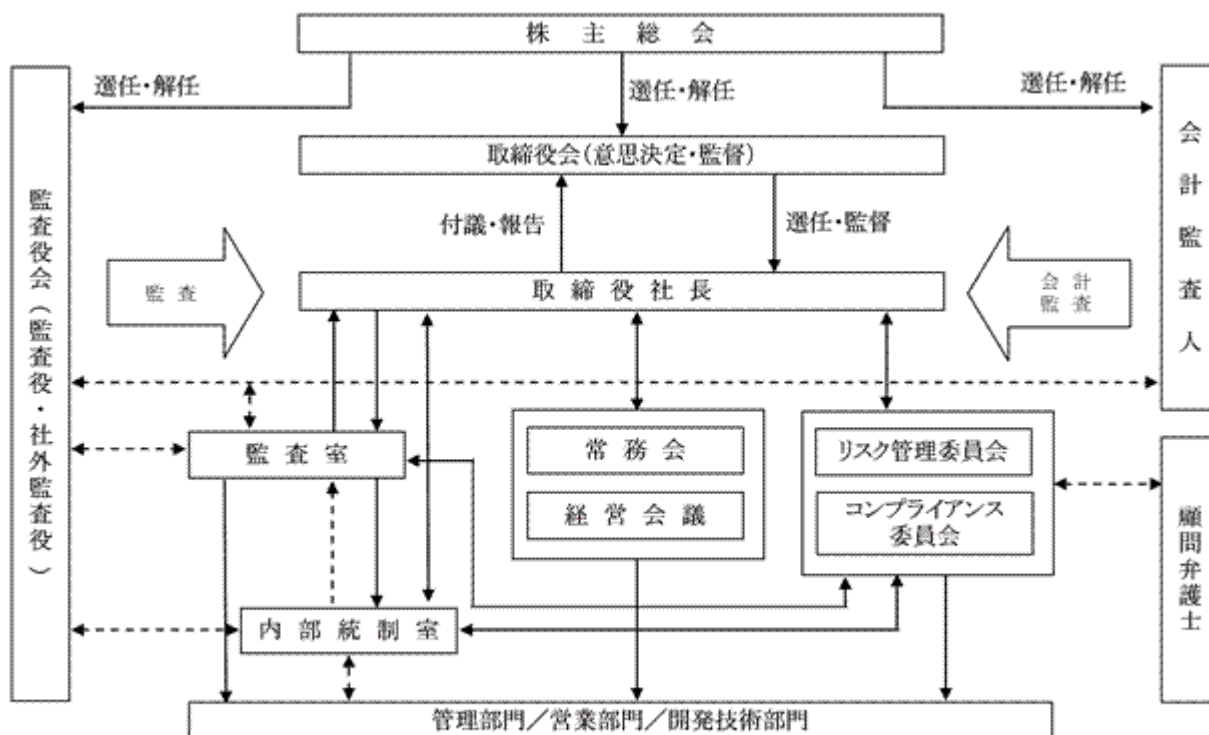 株主総会
選任・解任
選任・解任
選任・解任
取締役会(意思決定・監督)
付議・報告
選任・監督
監査役会(監査役・社外監査役)
会計監査人
監査
取締役社長
会計
監査
監査室
常務会
経営会議
リスク管理委員会
コンプライアンス
委員会
顧問弁護士
内部統制室
管理部門/営業部門/開発技術部門